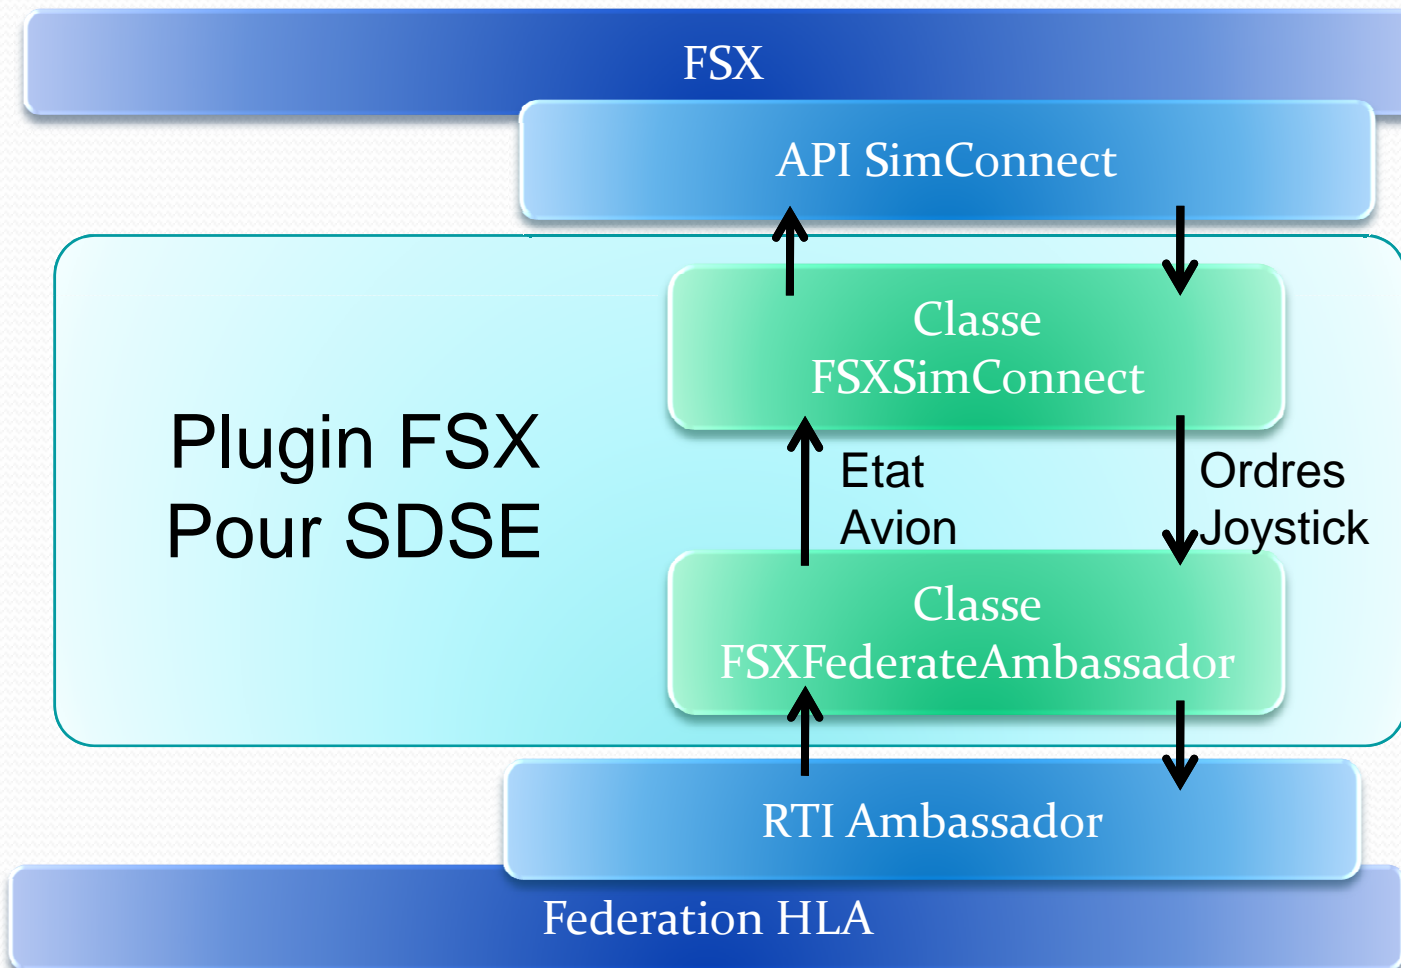 FSX
API SimConnect
Classe
FSXSimConnect
Plugin FSX
Pour SDSE
Etat
Avion
Ordres
Joystick
Classe
FSXFederateAmbassador
RTI Ambassador
Federation HLA